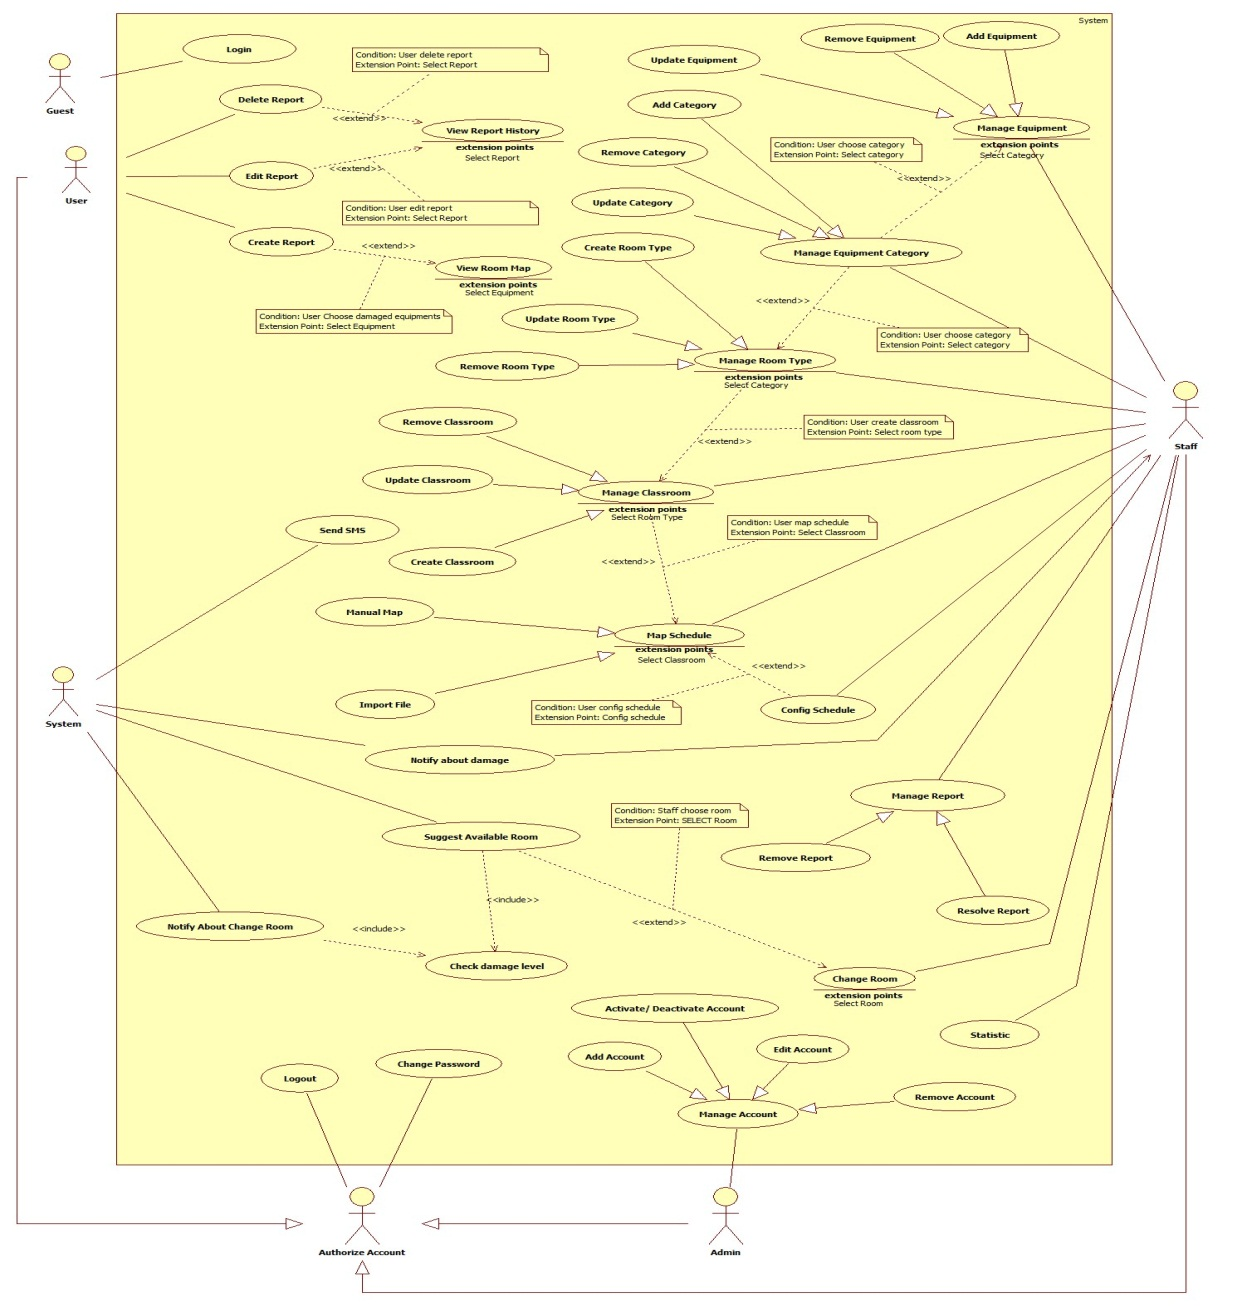 System
Remove Equipment
Add Equipment
Login
Condition: User delete report
Extension Point: Select Report
Update Equipment
Guest
Delete Report
Add Category
<<extend>>
View Report History
extension points
Select Report
Manage Equipment
extension points
Select Category
Condition: User choose category
Extension Point: Select category
Remove Category
<<extend>>
Edit Report
<<extend>>
User
Condition: User edit report
Extension Point: Select Report
Update Category
Create Report
<<extend>>
Create Room Type
Manage Equipment Category
View Room Map
extension points
Select Equipment
<<extend>>
Condition: User Choose damaged equipments
Extension Point: Select Equipment
Update Room Type
Condition: User choose category
Extension Point: Select category
Remove Room Type
Manage Room Type
extension points
Select Category
Remove Classroom
Condition: User create classroom
Extension Point: Select room type
<<extend>>
Staff
Update Classroom
Manage Classroom
extension points
Select Room Type
Send SMS
Condition: User map schedule
Extension Point: Select Classroom
Create Classroom
<<extend>>
Manual Map
Map Schedule
extension points
Select Classroom
<<extend>>
System
Import File
Condition: User config schedule
Extension Point: Config schedule
Config Schedule
Notify about damage
Manage Report
Condition: Staff choose room
Extension Point: SELECT Room
Suggest Available Room
Remove Report
<<include>>
Resolve Report
Notify About Change Room
<<include>>
<<extend>>
Check damage level
Change Room
extension points
Select Room
Activate/ Deactivate Account
Statistic
Add Account
Edit Account
Change Password
Logout
Remove Account
Manage Account
Authorize Account
Admin